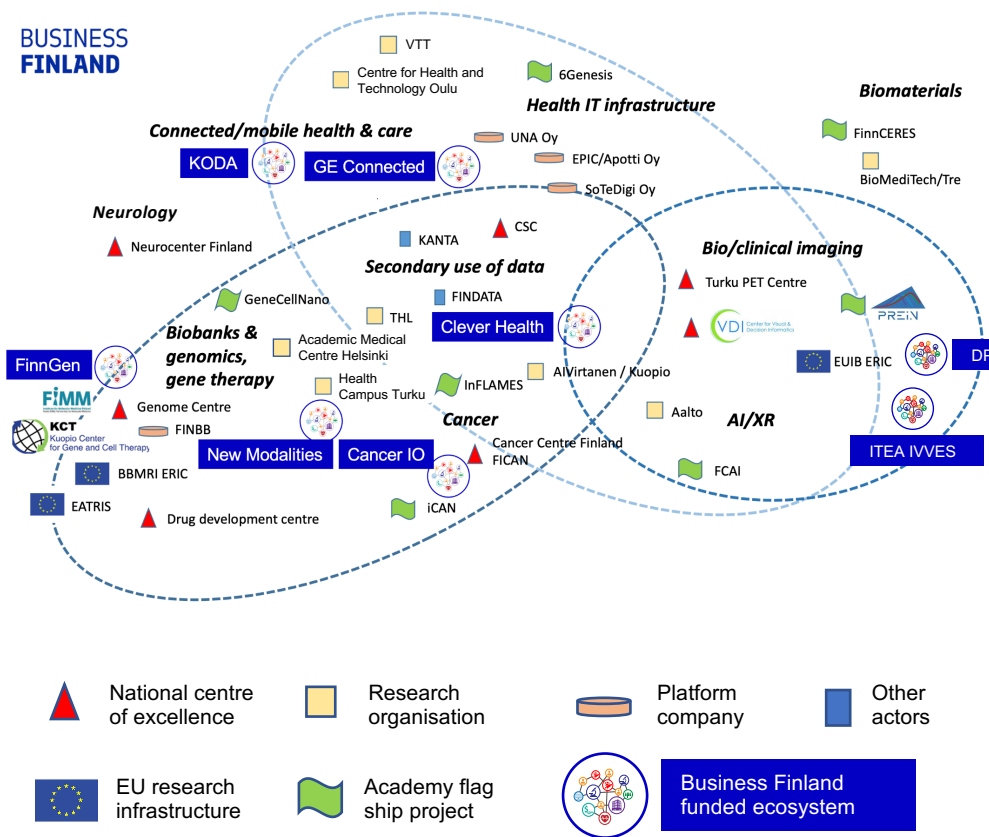 BUSINESS
FINLAND
VTT
Centre for Health and
Technology Oulu
6Genesis
Health IT infrastructure
Biomaterials
FinnCERES
BioMediTech/Tre
Connected/mobile health & care
KODA
GE Connected
UNA Oy
EPIC/Apotti Oy
SoTeDigi Oy
Neurology
Neurocenter Finland
KANTA
CSC
Secondary use of data
FINDATA
Bio/clinical imaging
Turku PET Centre
PREIN
VDI Center for Visual &
Decision Informatics
EUIB ERIC
DF
ITEA IVVES
GeneCellNano
THL
Clever Health
Biobanks &
genomics,
gene therapy
Academic Medical
Centre Helsinki
Health
Campus Turku
InFLAMES
AIVirtanen / Kuopio
Aalto
AI/XR
FCAI
FinnGen
FIMM
KCT
Kuopio Center
for Gene and Cell Therapy
Genome Centre
FINBB
New Modalities
Cancer IO
Cancer
Cancer Centre Finland
FICAN
BBMRI ERIC
EATRIS
Drug development centre
iCAN
National centre
of excellence
Research
organisation
Platform
company
Other
actors
EU research
infrastructure
Academy flag
ship project
Business Finland
funded ecosystem